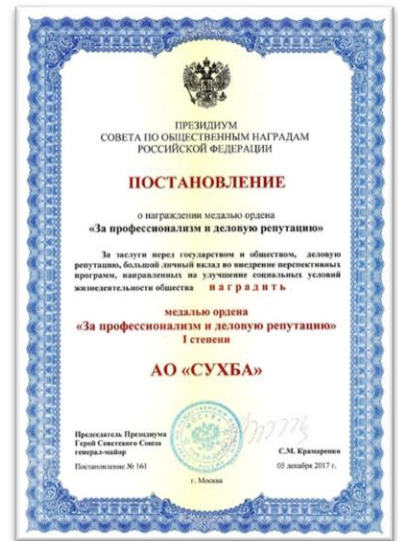 ПРЕЗИДИУМ
СОВЕТА ПО ОБЩЕСТВЕННЫМ НАГРАДАМ
РОССИЙСКОЙ ФЕДЕРАЦИИ
ПОСТАНОВЛЕНИЕ
о награждении медалью ордена
«За профессионализм и деловую репутацию»
За заслуги перед государством и обществом, деловую
репутацию, большой личный вклад во внедрение перспективных
программ, направленных на улучшение социальных условий
жизнедеятельности общества наградить
медалью ордена
«За профессионализм и деловую репутацию»
I степени
АО «СУХБА»
Председатель Президиума
Герой Советского Союза
генерал-майор
С.М. Крамаренко
Постановление № 161
05 декабря 2017 г.
г. Москва